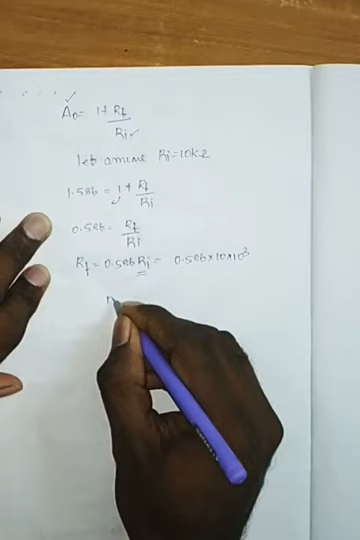 A₀ = 1 + Rf/Ri
let assume Ri = 10kΩ
1.586 = 1 + Rf/Ri
0.586 = Rf/Ri
Rf = 0.586 Ri = 0.586 × 10 × 10³